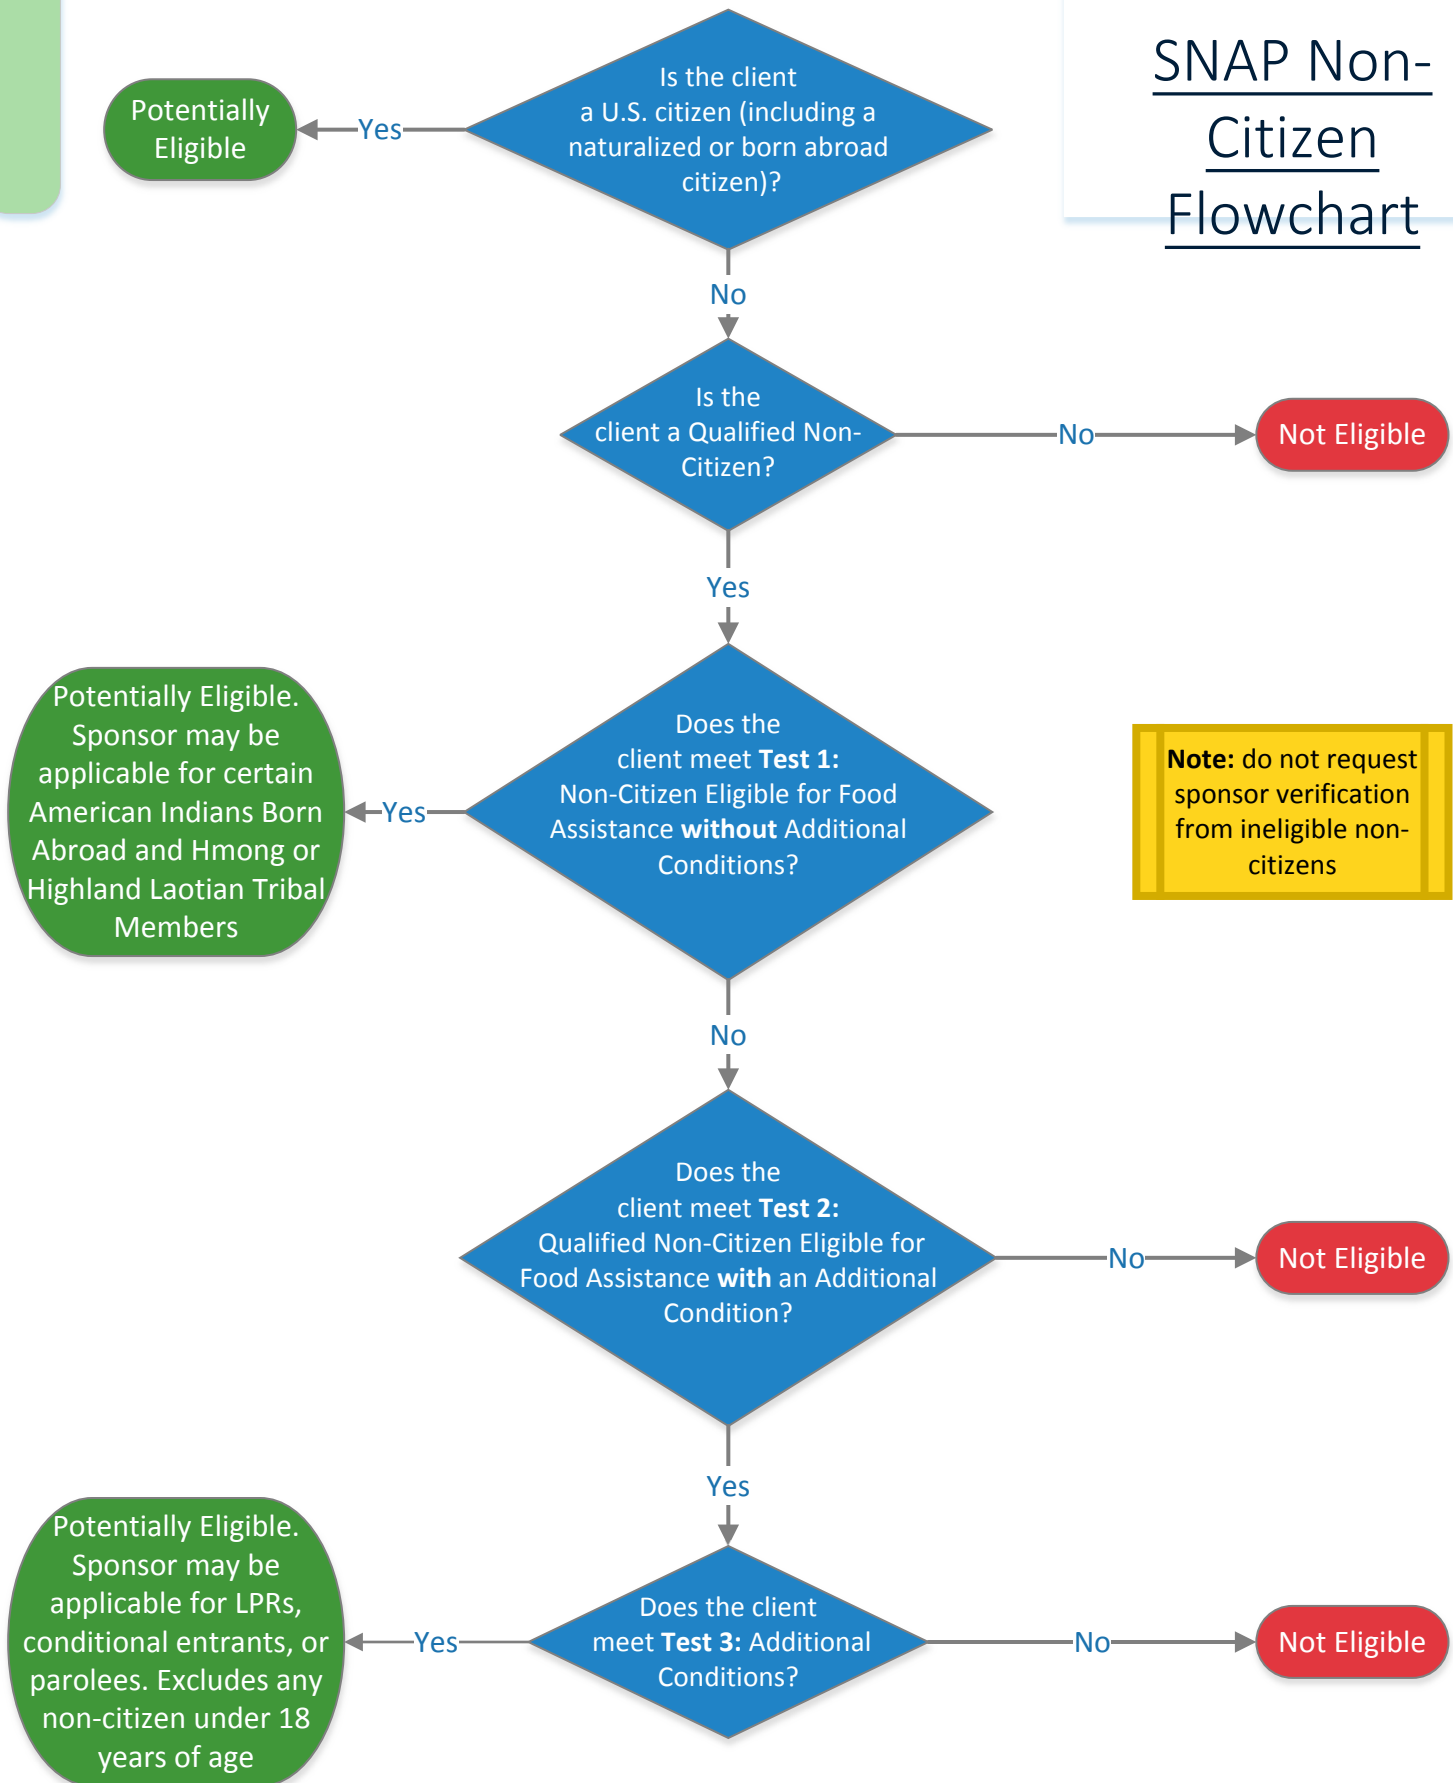 SNAP Non-
Citizen
Flowchart
Is the client
a U.S. citizen (including a
naturalized or born abroad
citizen)?
Yes
Potentially
Eligible
No
Is the
client a Qualified Non-
Citizen?
No
Not Eligible
Yes
Does the
client meet Test 1:
Non-Citizen Eligible for Food
Assistance without Additional
Conditions?
Yes
Potentially Eligible.
Sponsor may be
applicable for certain
American Indians Born
Abroad and Hmong or
Highland Laotian Tribal
Members
Note: do not request
sponsor verification
from ineligible non-
citizens
No
Does the
client meet Test 2:
Qualified Non-Citizen Eligible for
Food Assistance with an Additional
Condition?
No
Not Eligible
Yes
Does the client
meet Test 3: Additional
Conditions?
Yes
Potentially Eligible.
Sponsor may be
applicable for LPRs,
conditional entrants, or
parolees. Excludes any
non-citizen under 18
years of age
No
Not Eligible